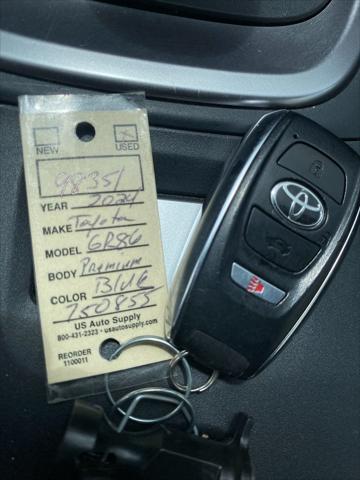 NEW USED
98351
YEAR 2024
MAKE Toyota
MODEL GR86
BODY Premium
COLOR Blue
750855
US Auto Supply
800-431-2323 • usautosupply.com
REORDER
1100011